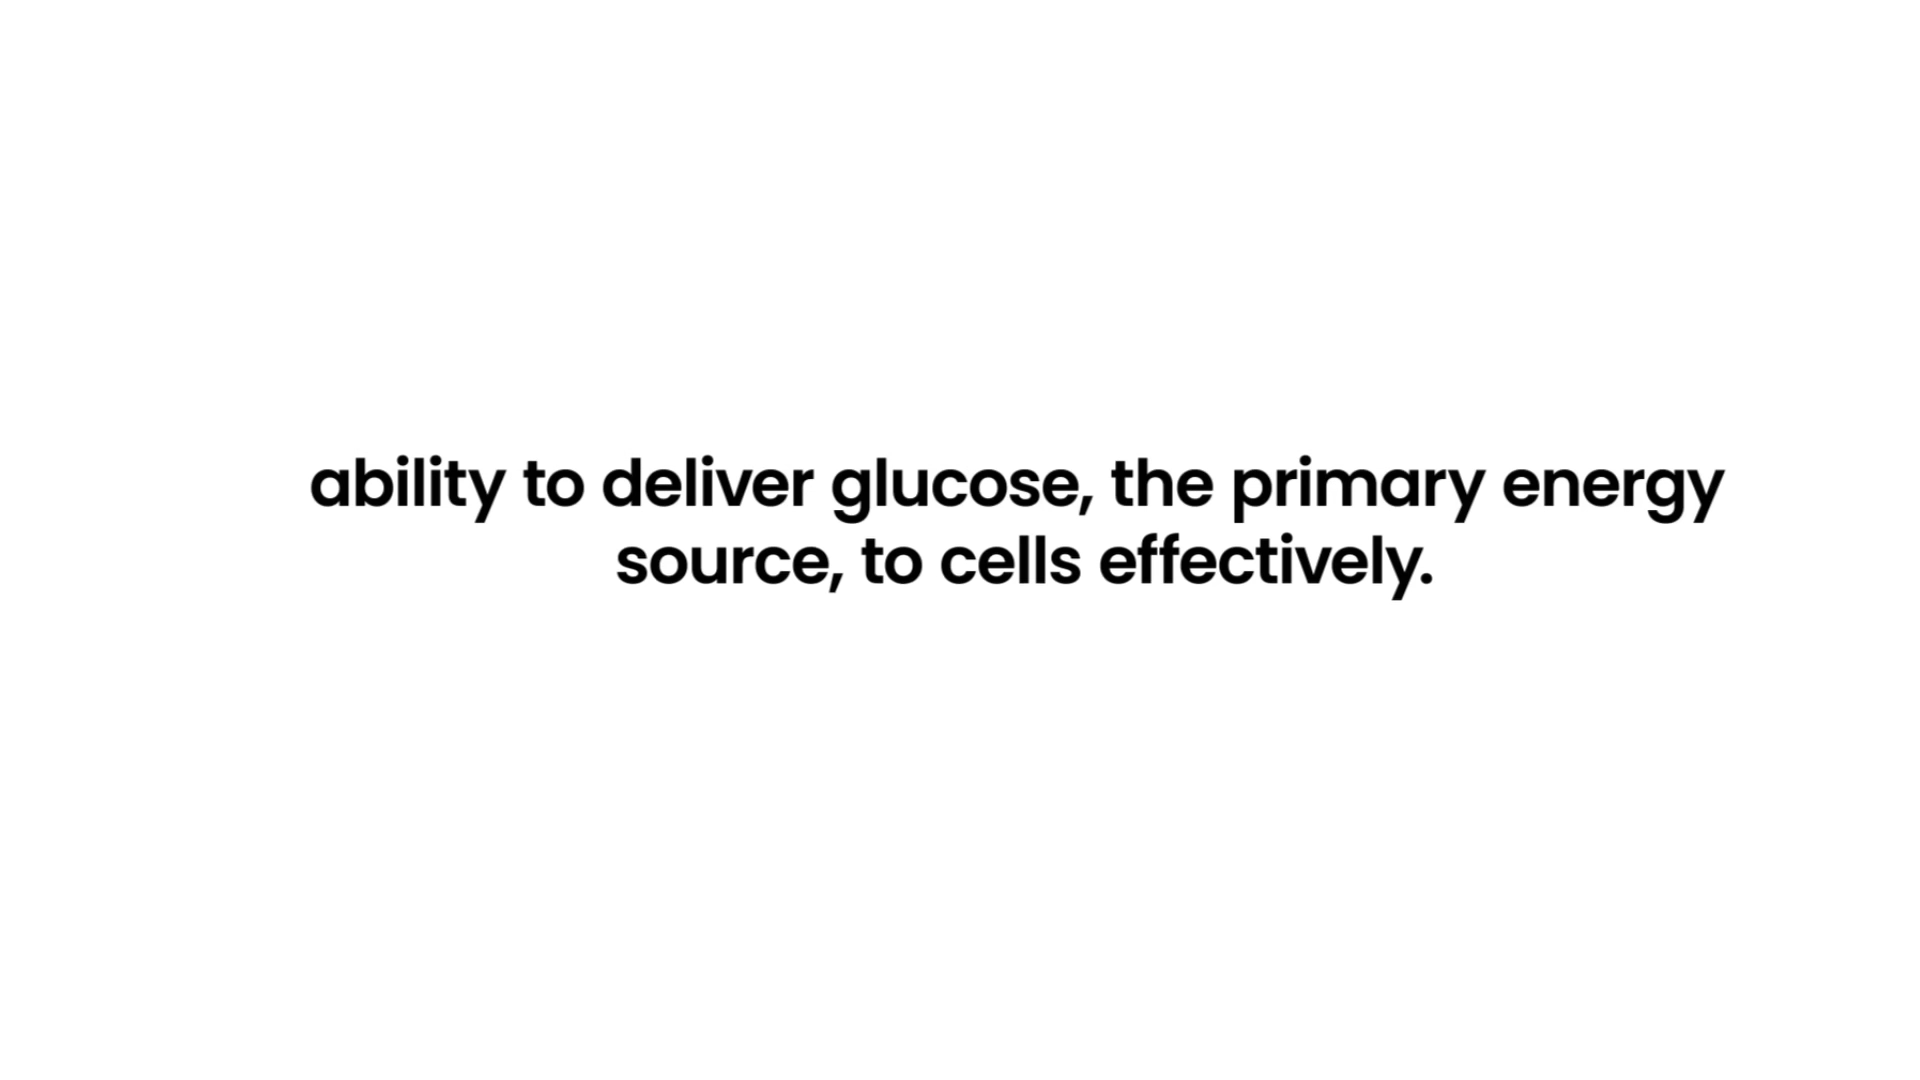 ability to deliver glucose, the primary energy
source, to cells effectively.